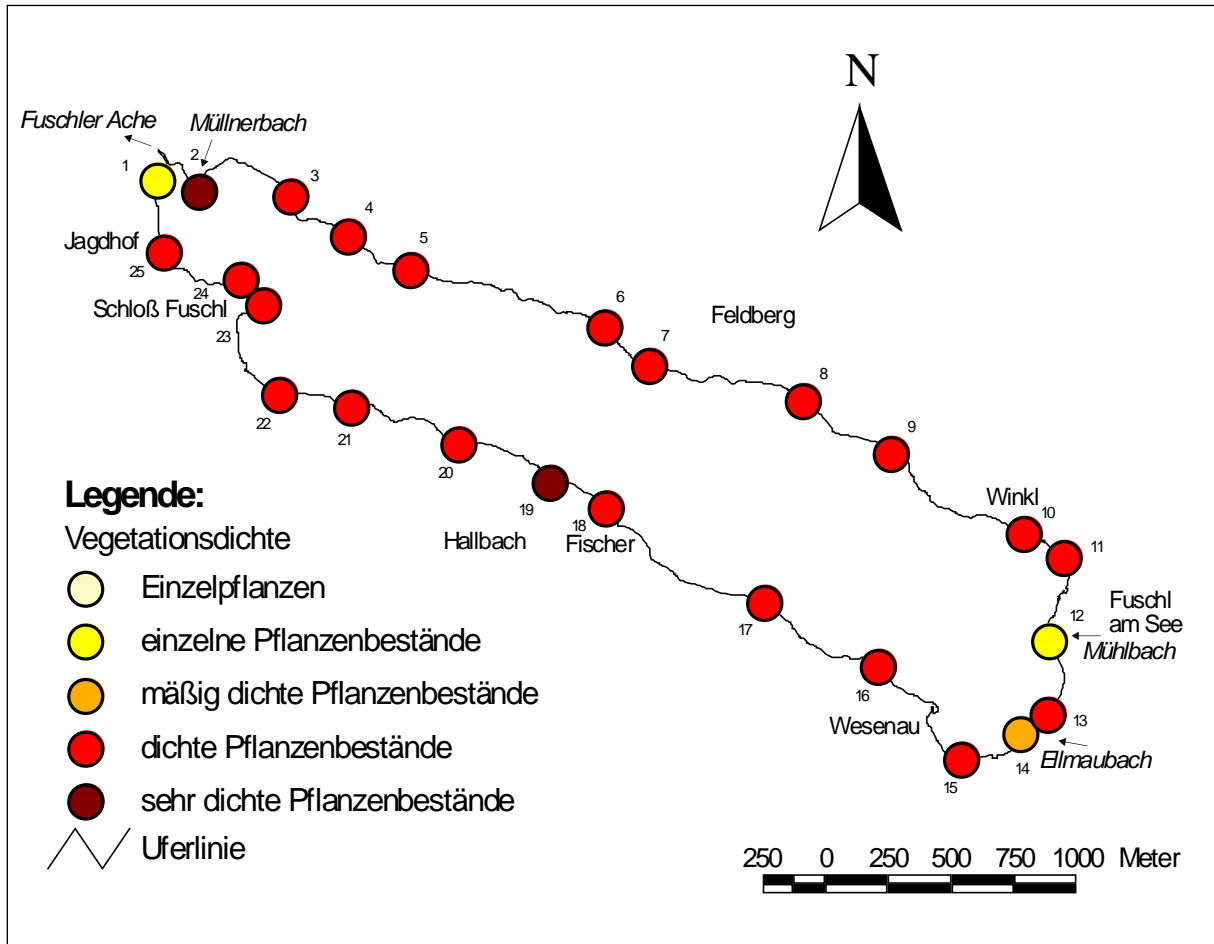 N
Fuschler Ache
Müllnerbach
1
2
3
4
5
6
7
Feldberg
8
9
Winkl
10
11
12
Fuschl
am See
Mühlbach
13
Ellmaubach
14
15
Wesenau
16
17
Fischer
18
19
Hallbach
20
21
22
23
Schloß Fuschl
24
25
Jagdhof
Legende:
Vegetationsdichte
Einzelpflanzen
einzelne Pflanzenbestände
mäßig dichte Pflanzenbestände
dichte Pflanzenbestände
sehr dichte Pflanzenbestände
Uferlinie
250 0 250 500 750 1000 Meter